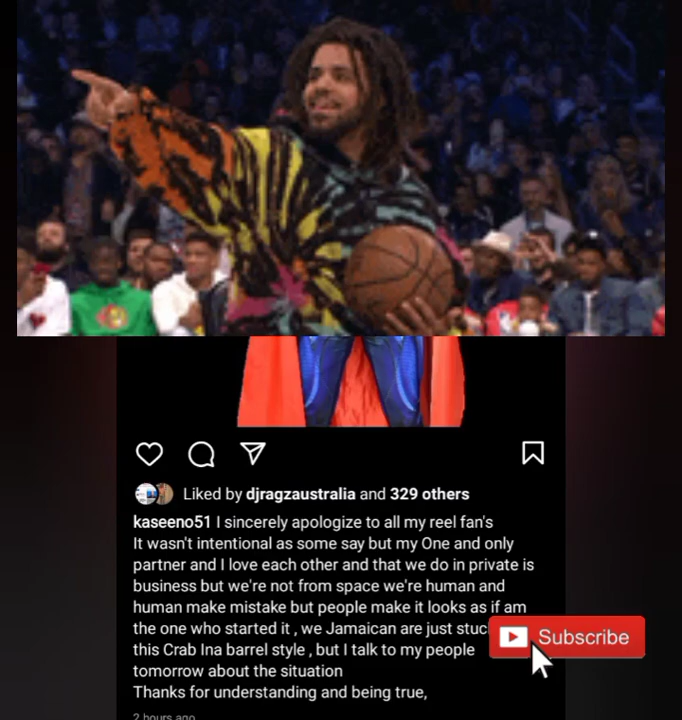 Liked by djragzaustralia and 329 others
kaseeno51 I sincerely apologize to all my reel fan's
It wasn't intentional as some say but my One and only
partner and I love each other and that we do in private is
business but we're not from space we're human and
human make mistake but people make it looks as if am
the one who started it , we Jamaican are just
Subscribe
this Crab Ina barrel style , but I talk to my people
tomorrow about the situation
Thanks for understanding and being true,
2 hours ago